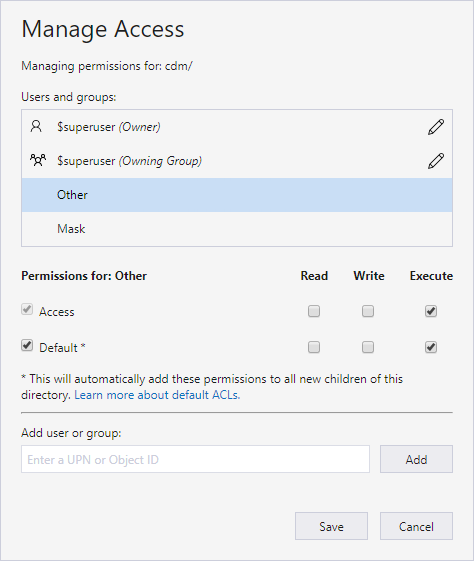 Manage Access
Managing permissions for: cdm/
Users and groups:
$superuser (Owner)
$superuser (Owning Group)
Other
Mask
Permissions for: Other Read Write Execute
Access
Default *
* This will automatically add these permissions to all new children of this
directory. Learn more about default ACLs.
Add user or group:
Enter a UPN or Object ID Add
Save Cancel